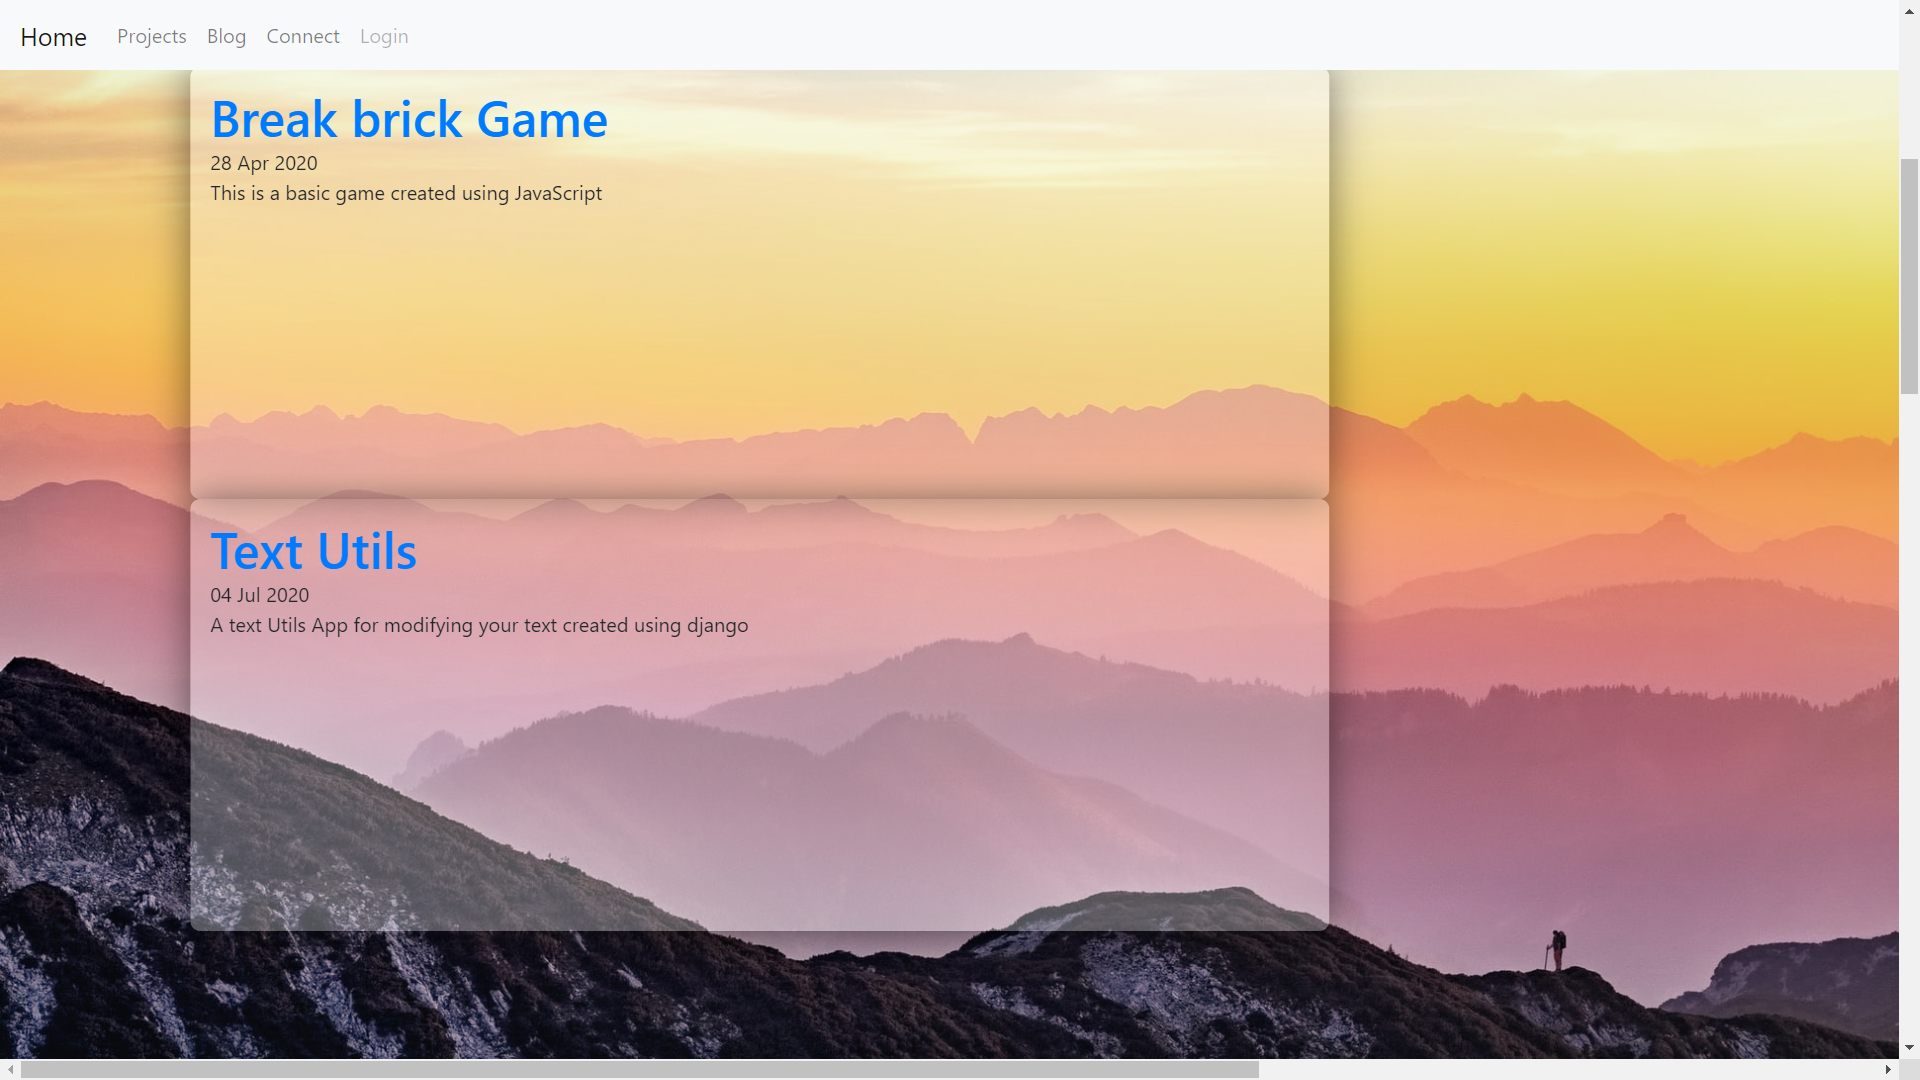 Home Projects Blog Connect Login
Break brick Game
28 Apr 2020
This is a basic game created using JavaScript
Text Utils
04 Jul 2020
A text Utils App for modifying your text created using django